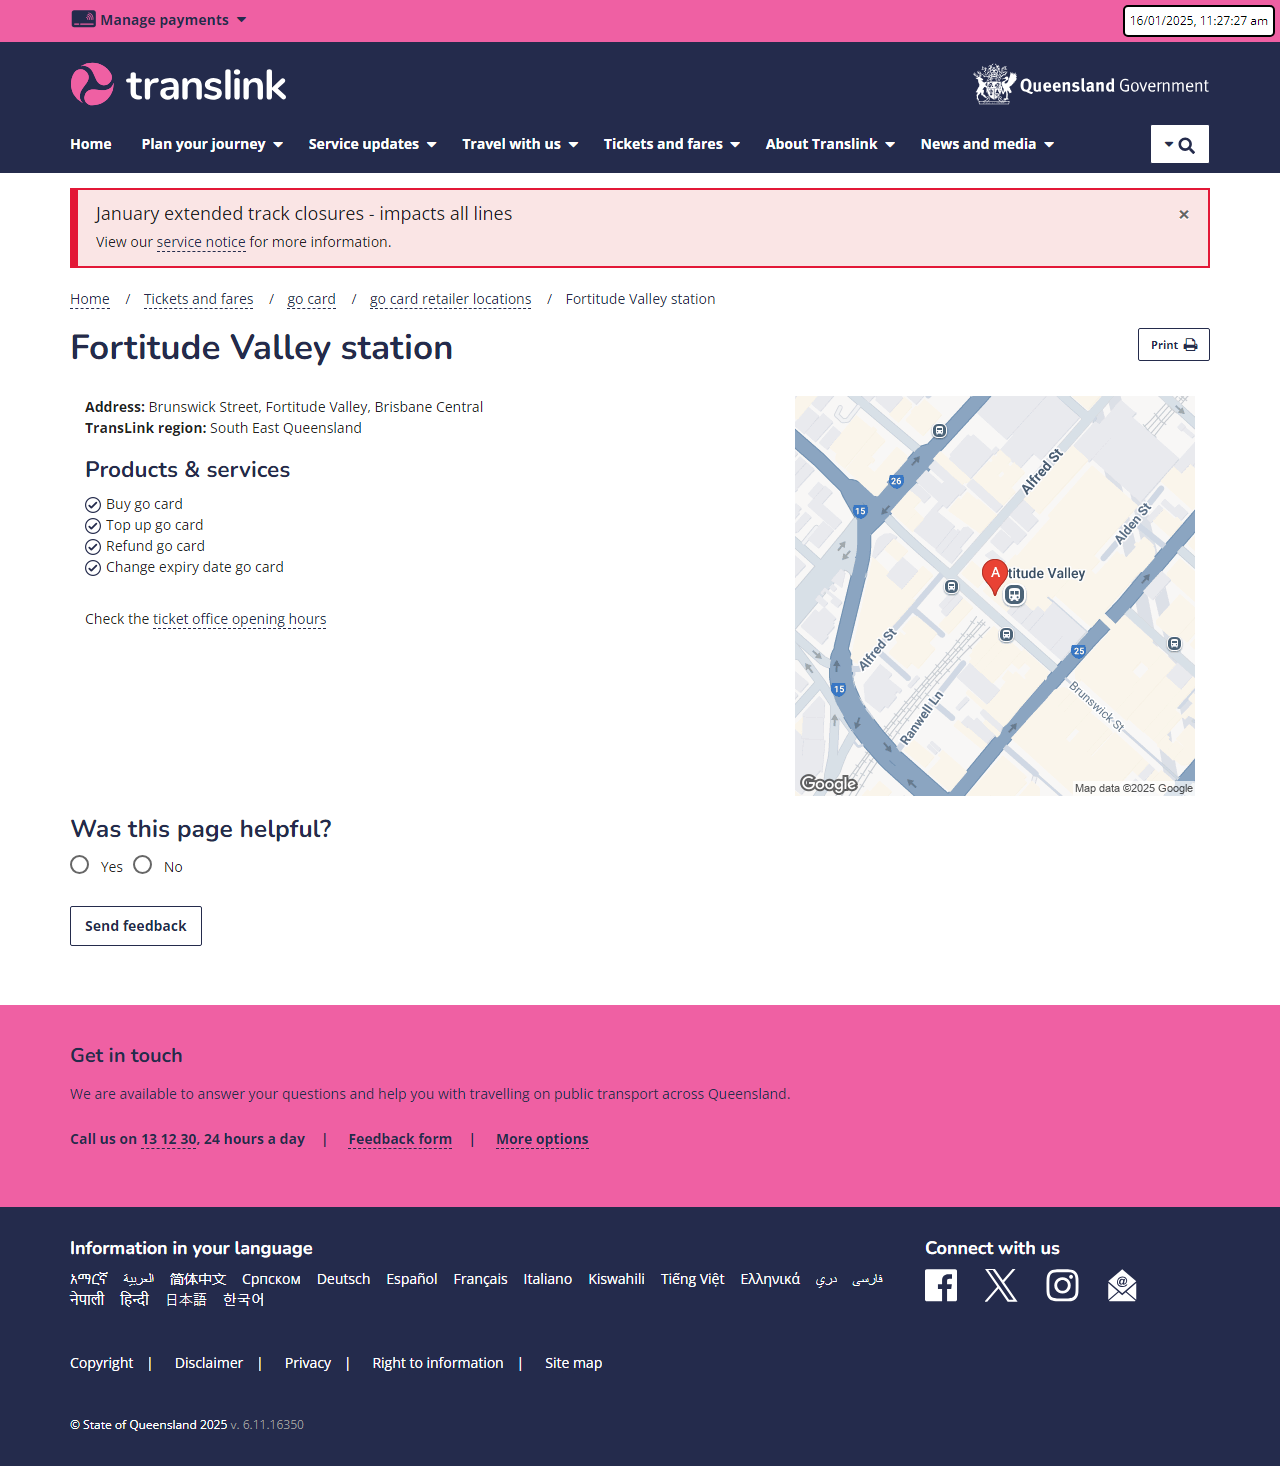 Manage payments
16/01/2025, 11:27:27 am
translink
Queensland Government
Home Plan your journey Service updates Travel with us Tickets and fares About Translink News and media
January extended track closures - impacts all lines ×
View our service notice for more information.
Home / Tickets and fares / go card / go card retailer locations / Fortitude Valley station
Fortitude Valley station
Print
Address: Brunswick Street, Fortitude Valley, Brisbane Central
TransLink region: South East Queensland
Products & services
Buy go card
Top up go card
Refund go card
Change expiry date go card
Check the ticket office opening hours
Alfred St
26
15
Alden St
A
titude Valley
Alfred St
25
15
Ranwell Ln
Brunswick St
Google
Map data ©2025 Google
Was this page helpful?
Yes No
Send feedback
Get in touch
We are available to answer your questions and help you with travelling on public transport across Queensland.
Call us on 13 12 30, 24 hours a day | Feedback form | More options
Information in your language
አማርኛ العربية 简体中文 Српском Deutsch Español Français Italiano Kiswahili Tiếng Việt Ελληνικά دري فارسی
नेपाली हिन्दी 日本語 한국어
Connect with us
Copyright | Disclaimer | Privacy | Right to information | Site map
© State of Queensland 2025 v. 6.11.16350